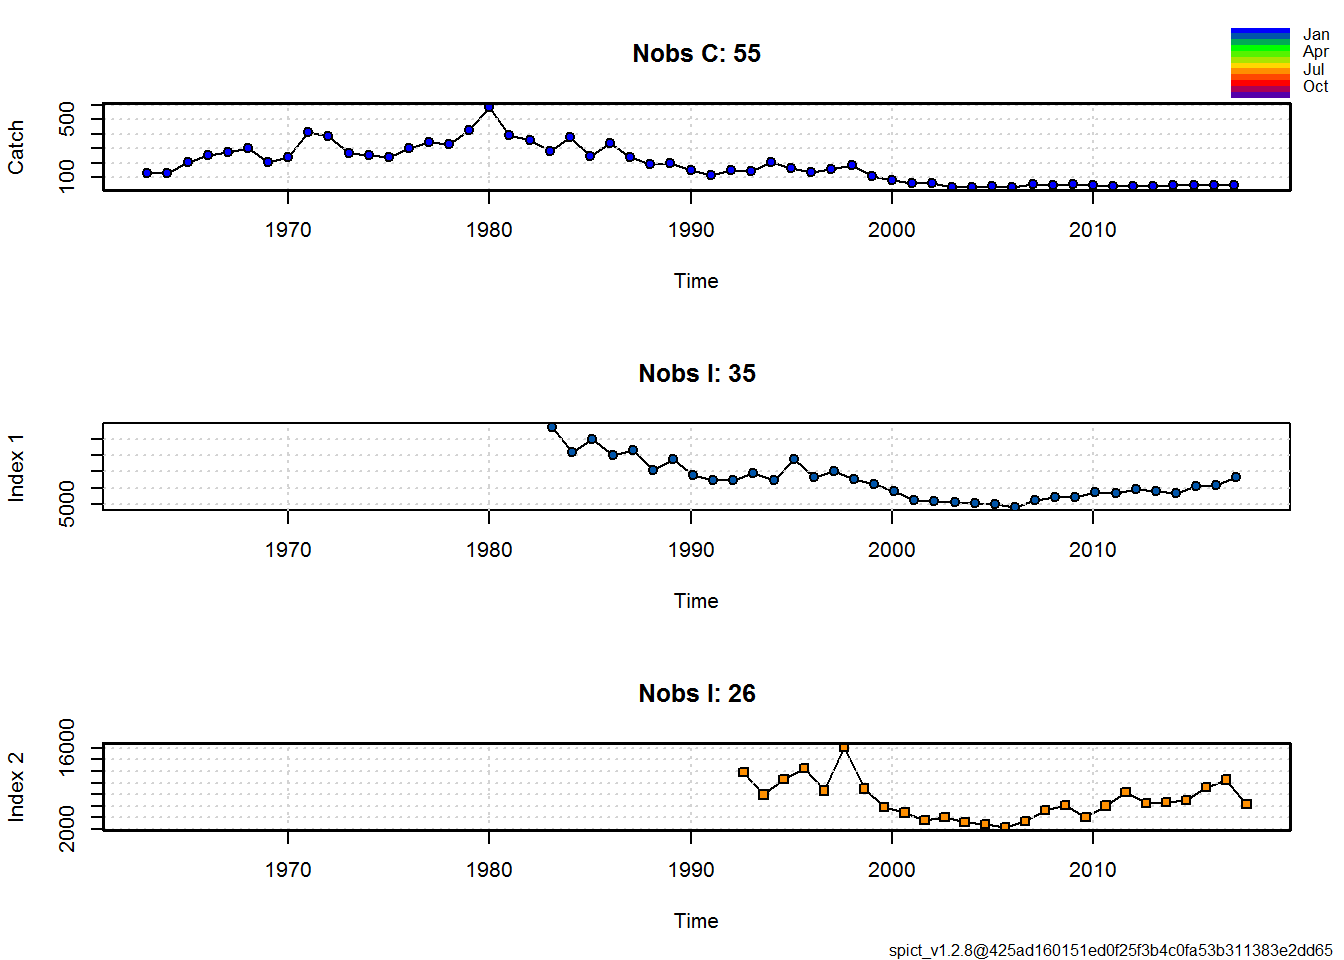 Nobs C: 55
Jan
Apr
Jul
Oct
Catch
500
100
1970 1980 1990 2000 2010
Time
Nobs I: 35
Index 1
5000
1970 1980 1990 2000 2010
Time
Nobs I: 26
Index 2
16000
2000
1970 1980 1990 2000 2010
Time
spict_v1.2.8@425ad160151ed0f25f3b4c0fa53b311383e2dd65